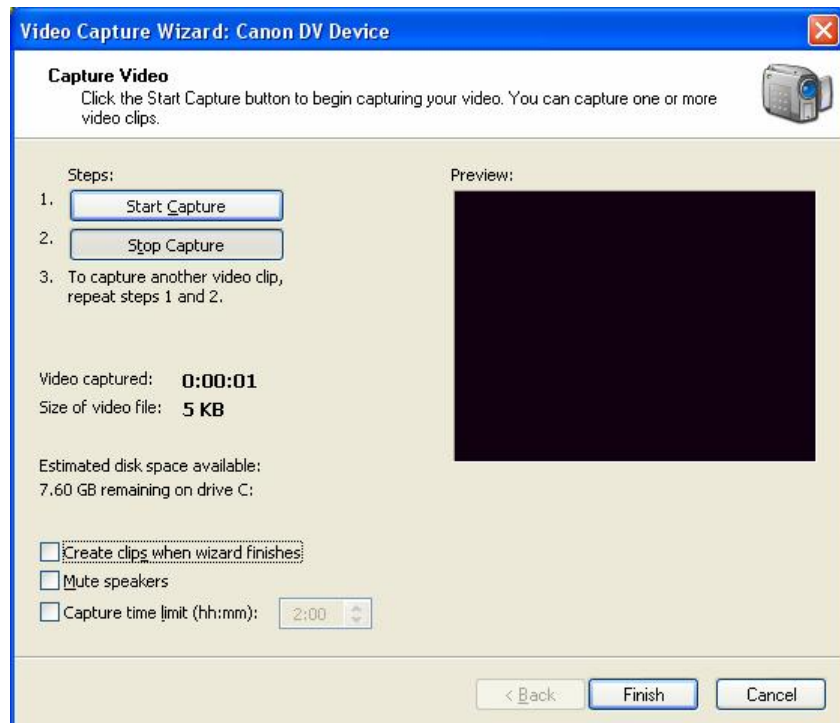 Video Capture Wizard: Canon DV Device
Capture Video
Click the Start Capture button to begin capturing your video. You can capture one or more
video clips.
Steps:
Preview:
1. Start Capture
2. Stop Capture
3. To capture another video clip,
repeat steps 1 and 2.
Video captured: 0:00:01
Size of video file: 5 KB
Estimated disk space available:
7.60 GB remaining on drive C:
Create clips when wizard finishes
Mute speakers
Capture time limit (hh:mm): 2:00
< Back Finish Cancel